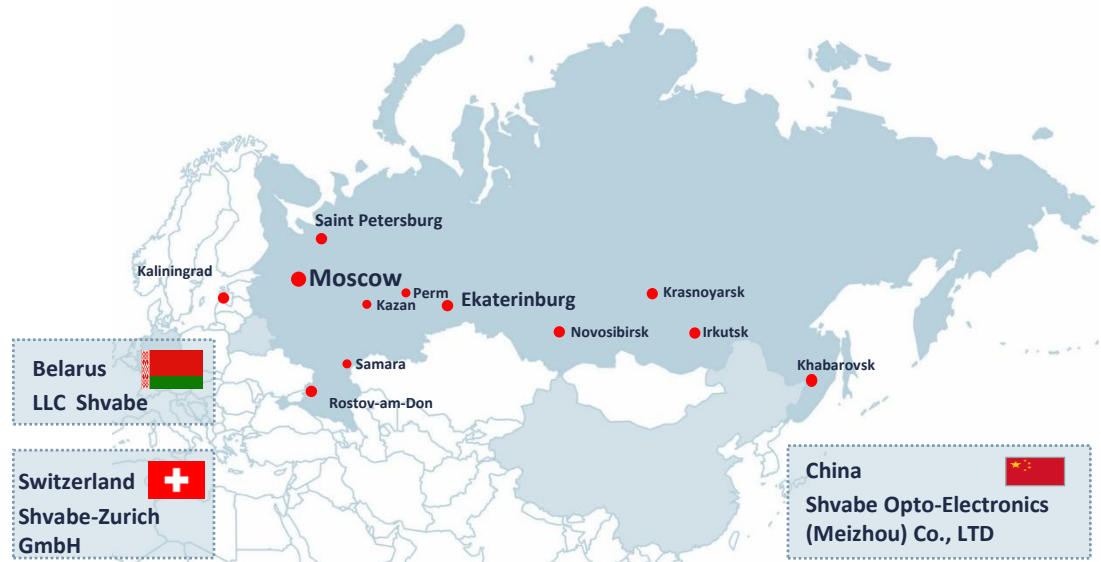 Saint Petersburg
Kaliningrad
Moscow
Perm
Kazan
Ekaterinburg
Krasnoyarsk
Novosibirsk
Irkutsk
Khabarovsk
Samara
Rostov-am-Don
Belarus
LLC Shvabe
Switzerland
Shvabe-Zurich
GmbH
China
Shvabe Opto-Electronics
(Meizhou) Co., LTD